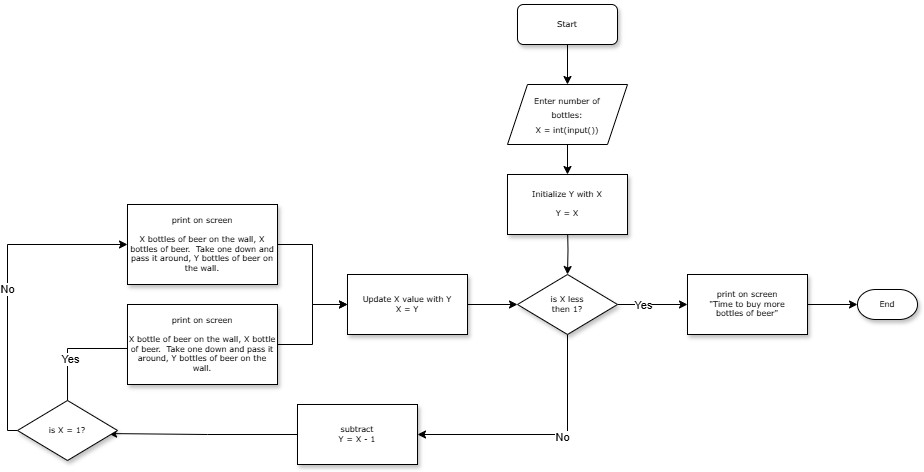 Start
Enter number of
bottles:
X = int(input())
Initialize Y with X
Y = X
print on screen
X bottles of beer on the wall, X
bottles of beer. Take one down and
pass it around, Y bottles of beer on
the wall.
No
Update X value with Y
X = Y
is X less
then 1?
Yes
print on screen
"Time to buy more
bottles of beer"
End
print on screen
X bottle of beer on the wall, X bottle
of beer. Take one down and pass it
around, Y bottles of beer on the
wall.
Yes
is X = 1?
subtract
Y = X - 1
No